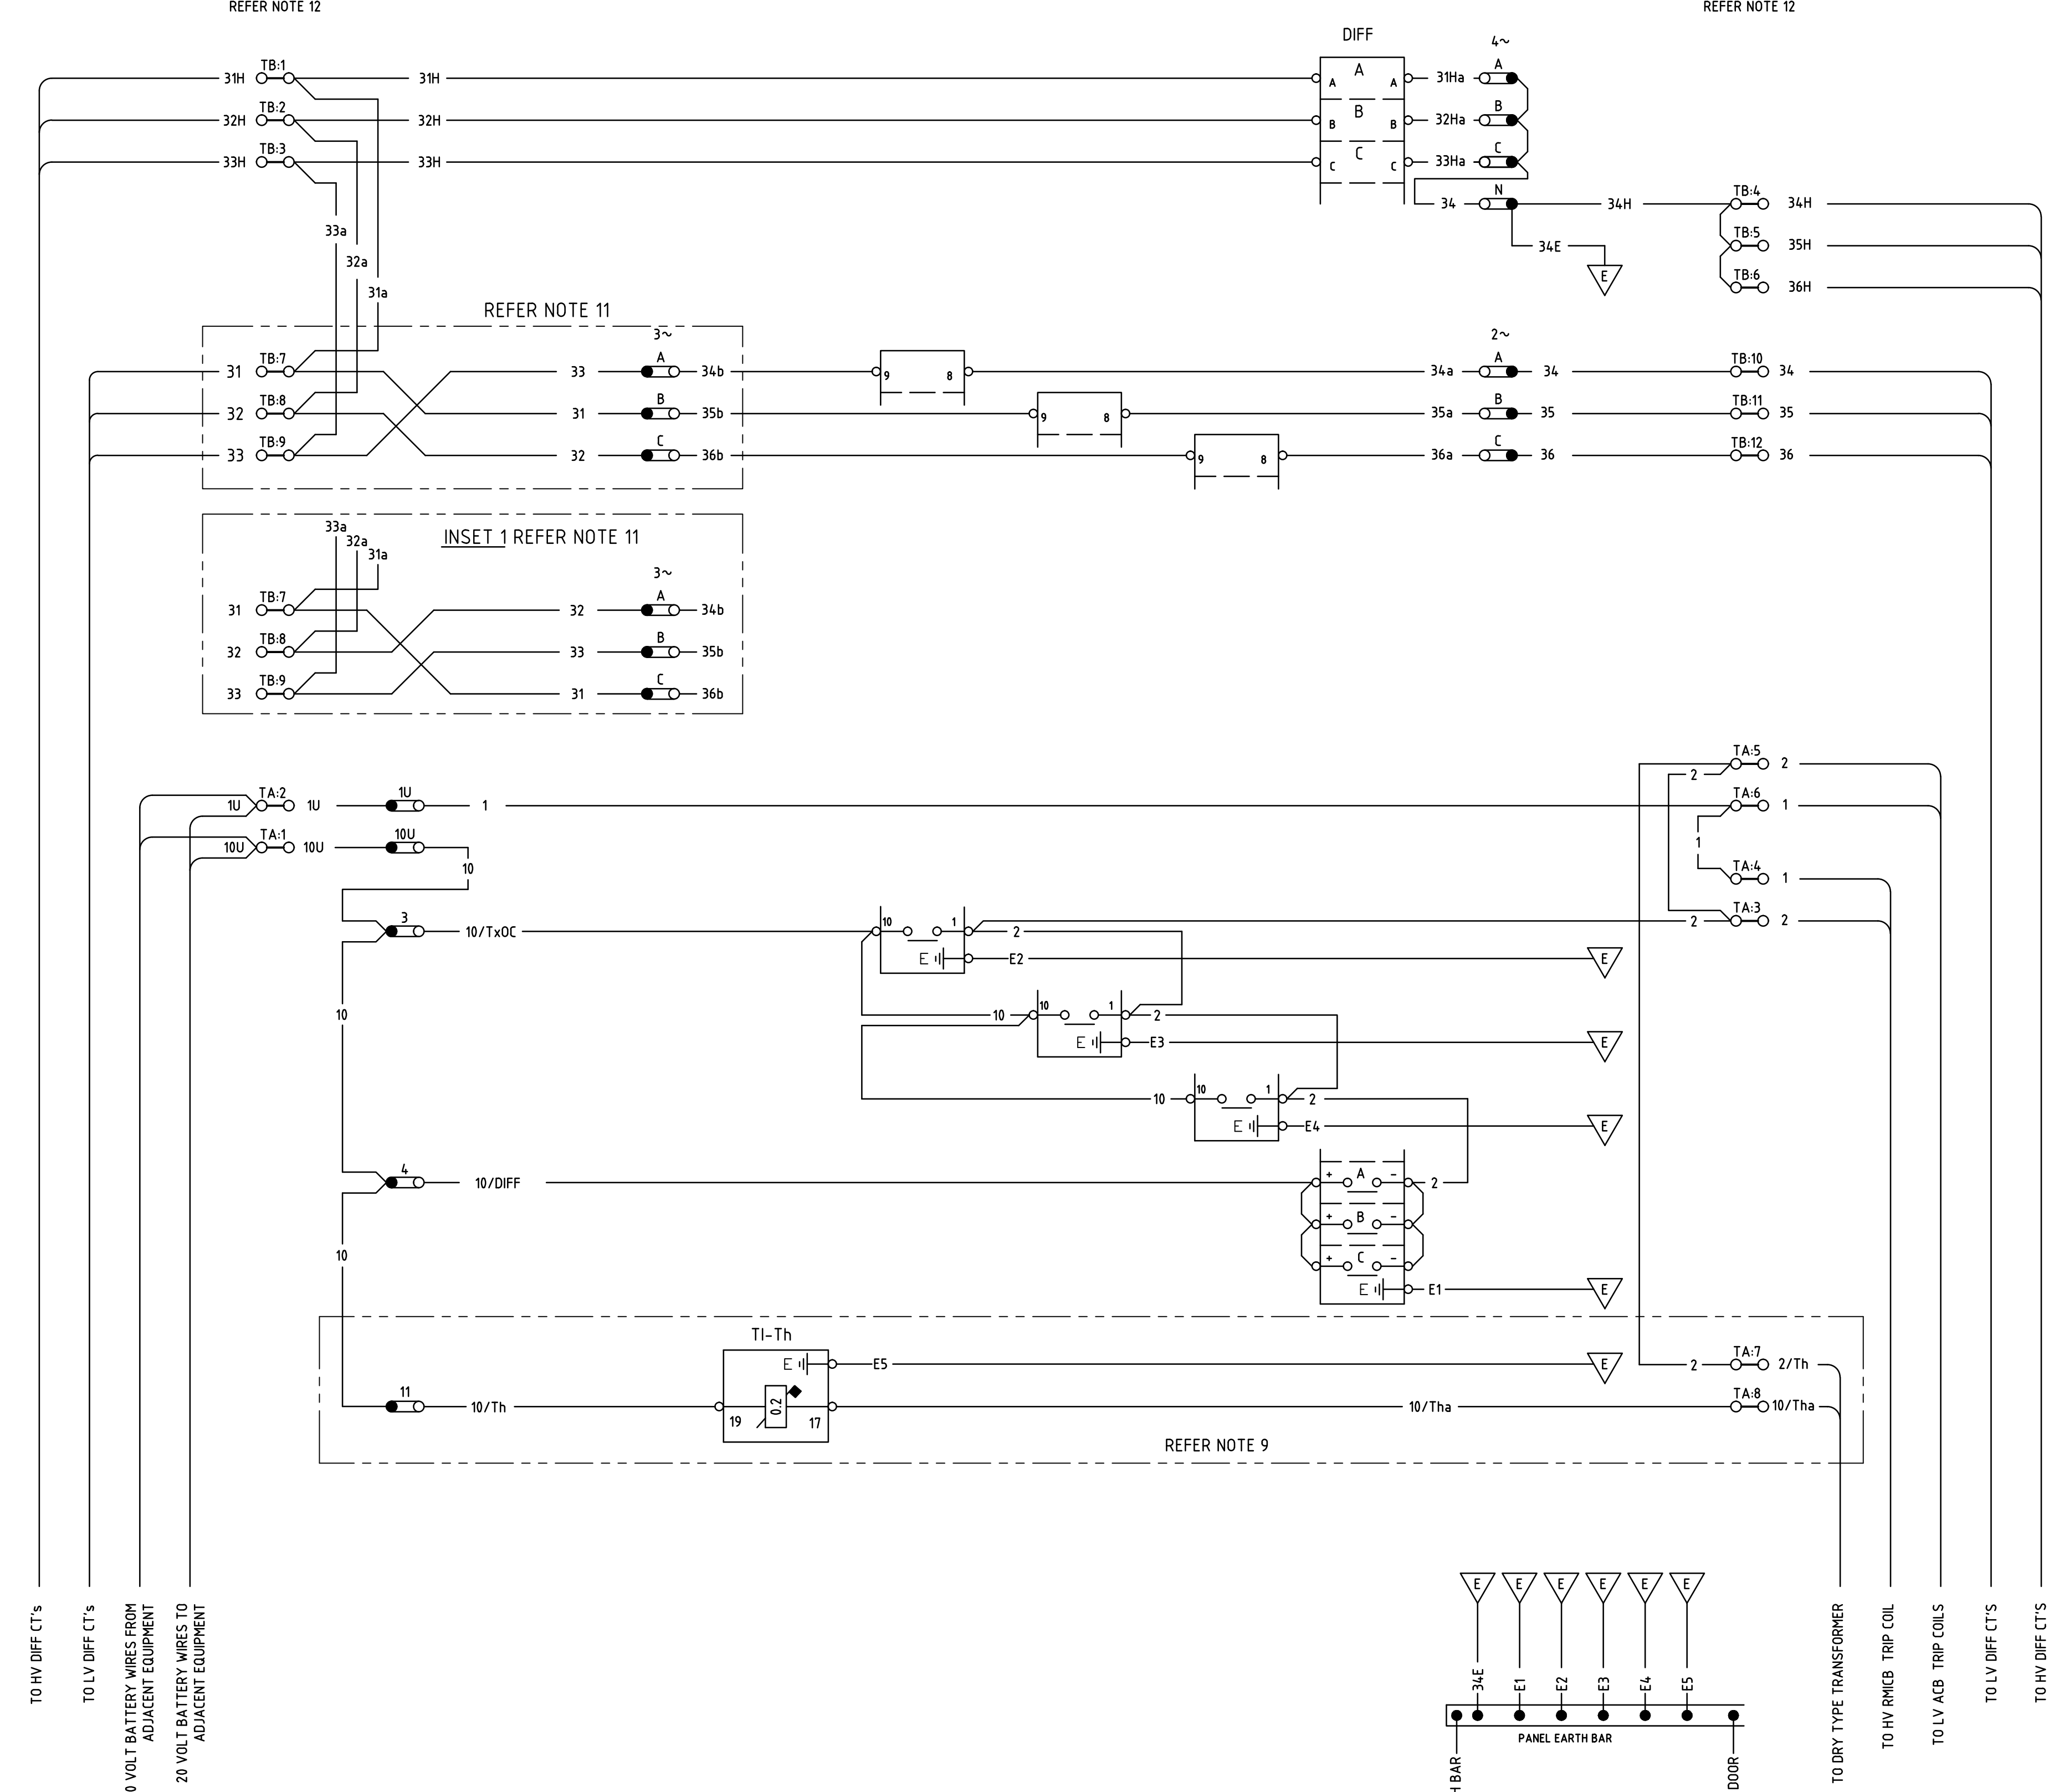 REFER NOTE 12 REFER NOTE 12
DIFF
4~
31H TB:1 31H A A A 31Ha A
32H TB:2 32H B B B 32Ha B
33H TB:3 33H C C C 33Ha C
34 N 34H TB:4 34H
33a 34E TB:5 35H
32a E TB:6 36H
31a
REFER NOTE 11
3~ 2~
31 TB:7 33 A 34b 9 8 34a A 34 TB:10 34
32 TB:8 31 B 35b 9 8 35a B 35 TB:11 35
33 TB:9 32 C 36b 9 8 36a C 36 TB:12 36
33a
32a
31a
INSET 1 REFER NOTE 11
3~
31 TB:7 32 A 34b
32 TB:8 33 B 35b
33 TB:9 31 C 36b
TA:5 2
2
1U TA:2 1U 1U 1 TA:6 1
10U TA:1 10U 10U 1
10
TA:4 1
3 10/TxOC 10 1 2 2 TA:3 2
E E2 E
10 10 10 1 2
E E3 E
10 10 1 2
E E4 E
4 10/DIFF + A - 2
+ B -
10 + C -
E E1 E
TI-Th
E E5 E 2 TA:7 2/Th
11 10/Th 19 0.2 17 10/Tha TA:8 10/Tha
REFER NOTE 9
E E E E E E
34E E1 E2 E3 E4 E5
PANEL EARTH BAR
BAR DOOR
TO HV DIFF CT's
TO LV DIFF CT's
VOLT BATTERY WIRES FROM
ADJACENT EQUIPMENT
20 VOLT BATTERY WIRES TO
ADJACENT EQUIPMENT
TO DRY TYPE TRANSFORMER
TO HV RMICB TRIP COIL
TO LV ACB TRIP COILS
TO LV DIFF CT'S
TO HV DIFF CT'S